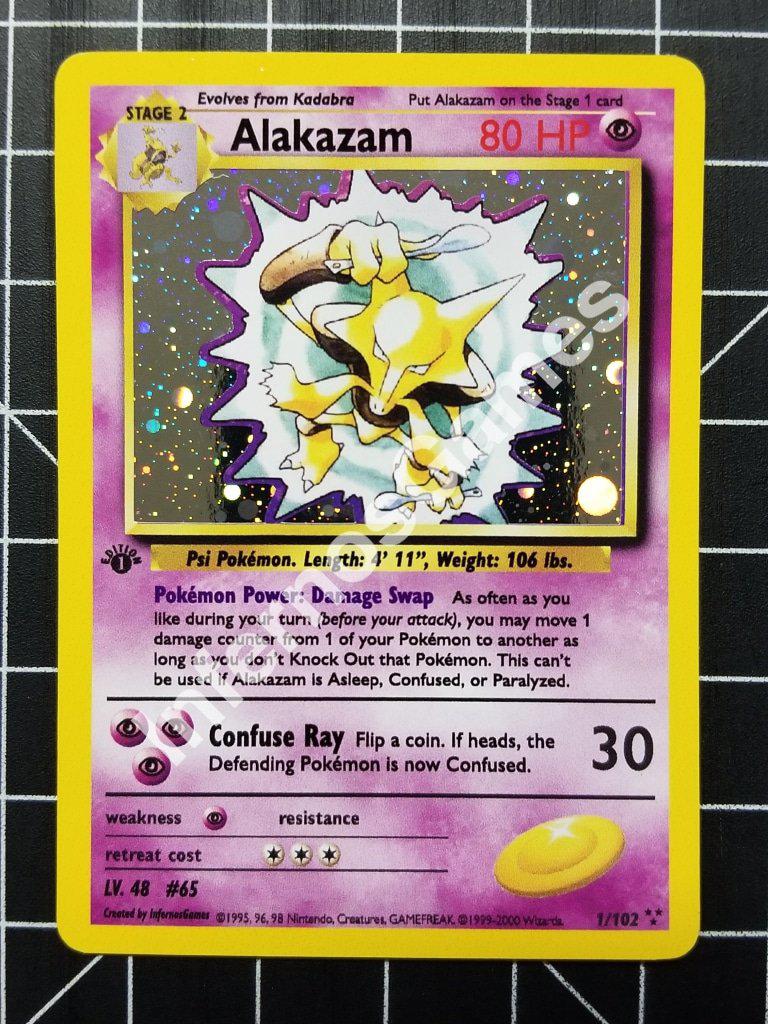 Evolves from Kadabra
Put Alakazam on the Stage 1 card
STAGE 2
Alakazam
80 HP
EDITION
1
Psi Pokémon. Length: 4' 11", Weight: 106 lbs.
Pokémon Power: Damage Swap As often as you
like during your turn (before your attack), you may move 1
damage counter from 1 of your Pokémon to another as
long as you don't Knock Out that Pokémon. This can't
be used if Alakazam is Asleep, Confused, or Paralyzed.
Confuse Ray Flip a coin. If heads, the
Defending Pokémon is now Confused.
30
weakness
resistance
retreat cost
LV. 48 #65
Created by InfernosGames ©1995, 96, 98 Nintendo, Creatures, GAMEFREAK. ©1999-2000 Wizards.
1/102
Infernos Games